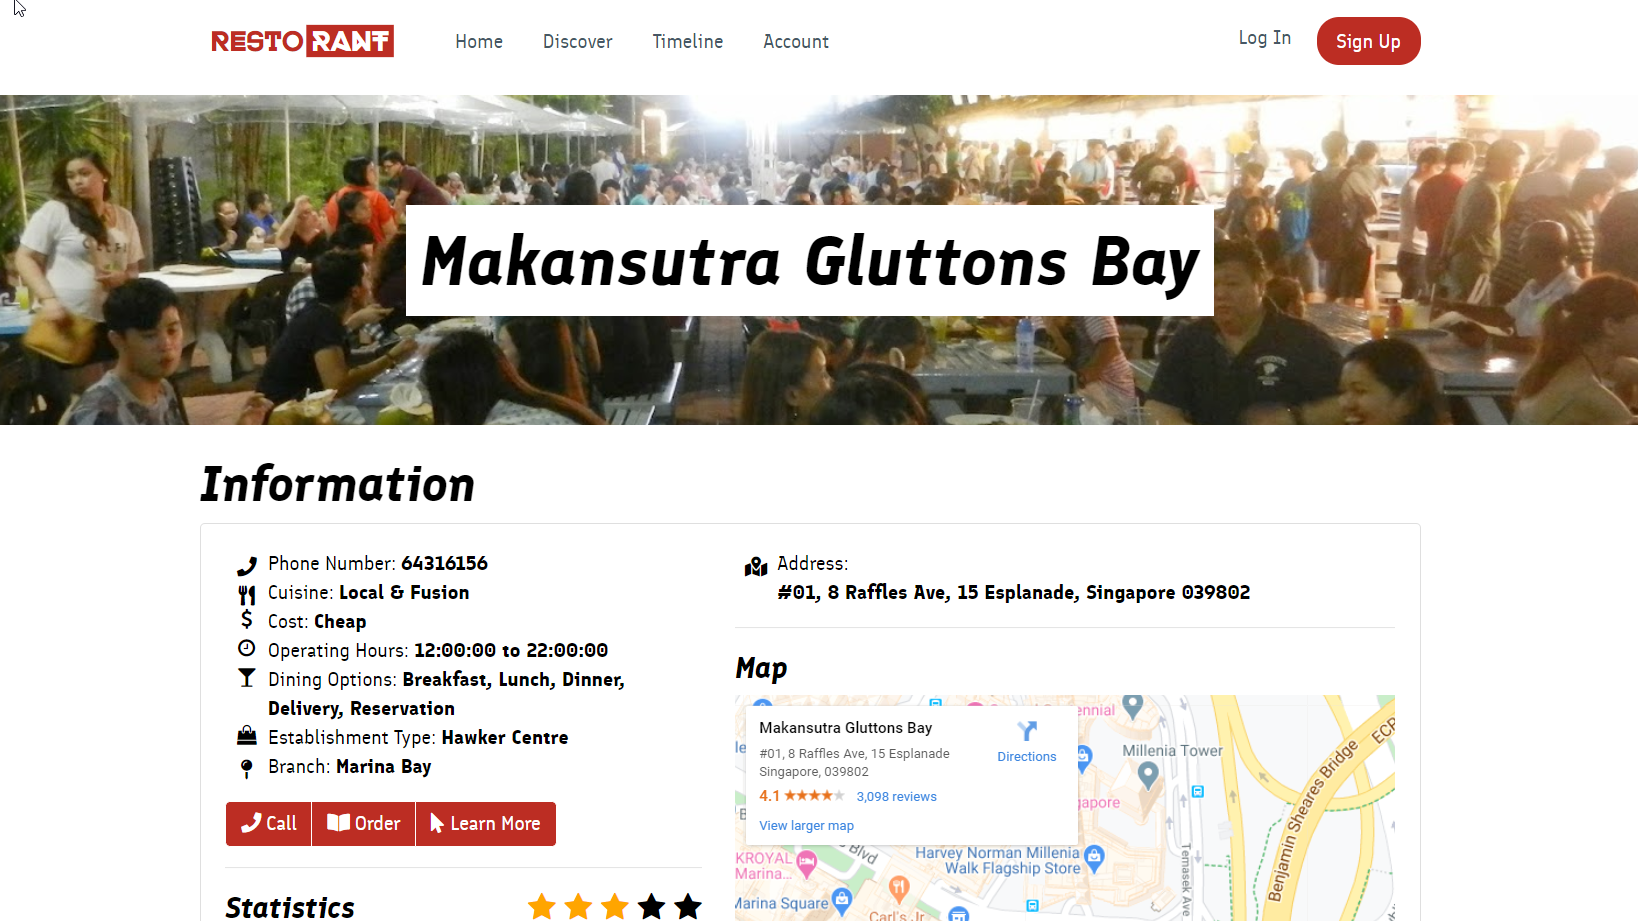 RESTO RANT
Home
Discover
Timeline
Account
Log In
Sign Up
Makansutra Gluttons Bay
Information
Phone Number: 64316156
Cuisine: Local & Fusion
Cost: Cheap
Operating Hours: 12:00:00 to 22:00:00
Dining Options: Breakfast, Lunch, Dinner,
Delivery, Reservation
Establishment Type: Hawker Centre
Branch: Marina Bay
Call
Order
Learn More
Statistics
Address:
#01, 8 Raffles Ave, 15 Esplanade, Singapore 039802
Map
Makansutra Gluttons Bay
#01, 8 Raffles Ave, 15 Esplanade
Singapore, 039802
4.1
3,098 reviews
View larger map
Directions
Millenia Tower
ennial
gapore
Benjamin Sheares Bridge
ECP
Temasek Ave
Harvey Norman Millenia
Walk Flagship Store
KROYAL
Marina...
Blvd
Marina Square
Carl's Jr